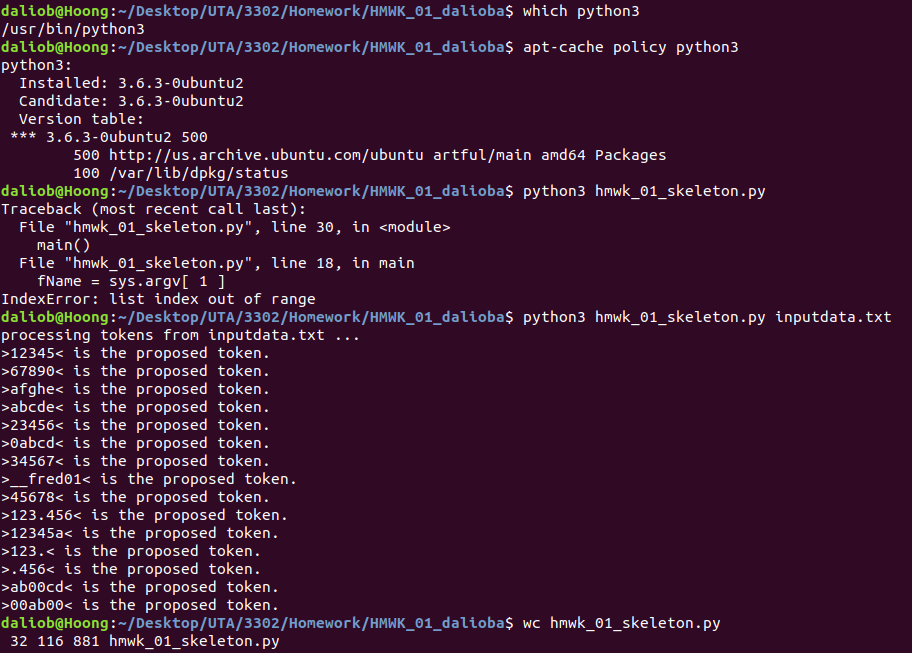 daliob@Hoong:~/Desktop/UTA/3302/Homework/HMWK_01_dalioba$ which python3
/usr/bin/python3
daliob@Hoong:~/Desktop/UTA/3302/Homework/HMWK_01_dalioba$ apt-cache policy python3
python3:
  Installed: 3.6.3-0ubuntu2
  Candidate: 3.6.3-0ubuntu2
  Version table:
 *** 3.6.3-0ubuntu2 500
        500 http://us.archive.ubuntu.com/ubuntu artful/main amd64 Packages
        100 /var/lib/dpkg/status
daliob@Hoong:~/Desktop/UTA/3302/Homework/HMWK_01_dalioba$ python3 hmwk_01_skeleton.py
Traceback (most recent call last):
  File "hmwk_01_skeleton.py", line 30, in <module>
    main()
  File "hmwk_01_skeleton.py", line 18, in main
    fName = sys.argv[ 1 ]
IndexError: list index out of range
daliob@Hoong:~/Desktop/UTA/3302/Homework/HMWK_01_dalioba$ python3 hmwk_01_skeleton.py inputdata.txt
processing tokens from inputdata.txt ...
>12345< is the proposed token.
>67890< is the proposed token.
>afghe< is the proposed token.
>abcde< is the proposed token.
>23456< is the proposed token.
>0abcd< is the proposed token.
>34567< is the proposed token.
>__fred01< is the proposed token.
>45678< is the proposed token.
>123.456< is the proposed token.
>12345a< is the proposed token.
>123.< is the proposed token.
>.456< is the proposed token.
>ab00cd< is the proposed token.
>00ab00< is the proposed token.
daliob@Hoong:~/Desktop/UTA/3302/Homework/HMWK_01_dalioba$ wc hmwk_01_skeleton.py
 32 116 881 hmwk_01_skeleton.py